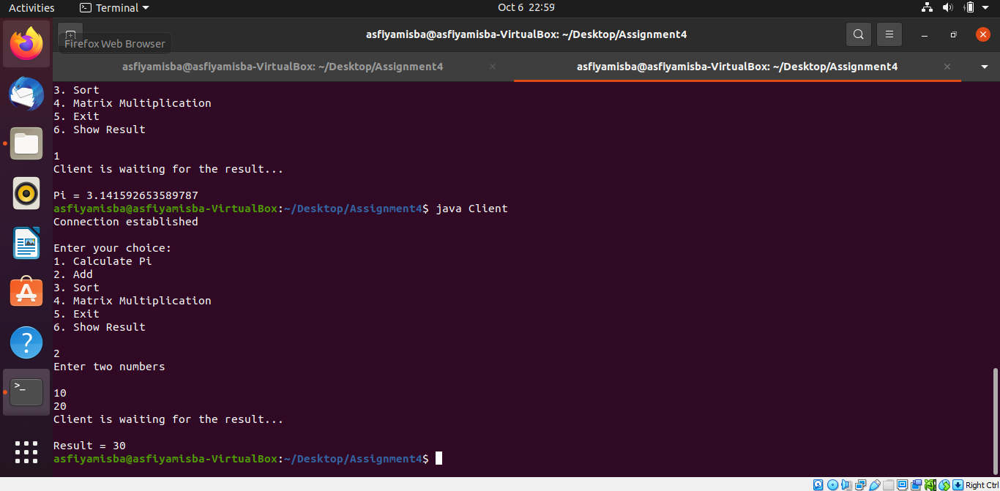 Activities
Terminal
Oct 6 22:59
Firefox Web Browser
asfiyamisba@asfiyamisba-VirtualBox: ~/Desktop/Assignment4
asfiyamisba@asfiyamisba-VirtualBox: ~/Desktop/Assignment4
asfiyamisba@asfiyamisba-VirtualBox: ~/Desktop/Assignment4
3. Sort
4. Matrix Multiplication
5. Exit
6. Show Result
1
Client is waiting for the result...
Pi = 3.141592653589787
asfiyamisba@asfiyamisba-VirtualBox:~/Desktop/Assignment4$ java Client
Connection established
Enter your choice:
1. Calculate Pi
2. Add
3. Sort
4. Matrix Multiplication
5. Exit
6. Show Result
2
Enter two numbers
10
20
Client is waiting for the result...
Result = 30
asfiyamisba@asfiyamisba-VirtualBox:~/Desktop/Assignment4$
Right Ctrl